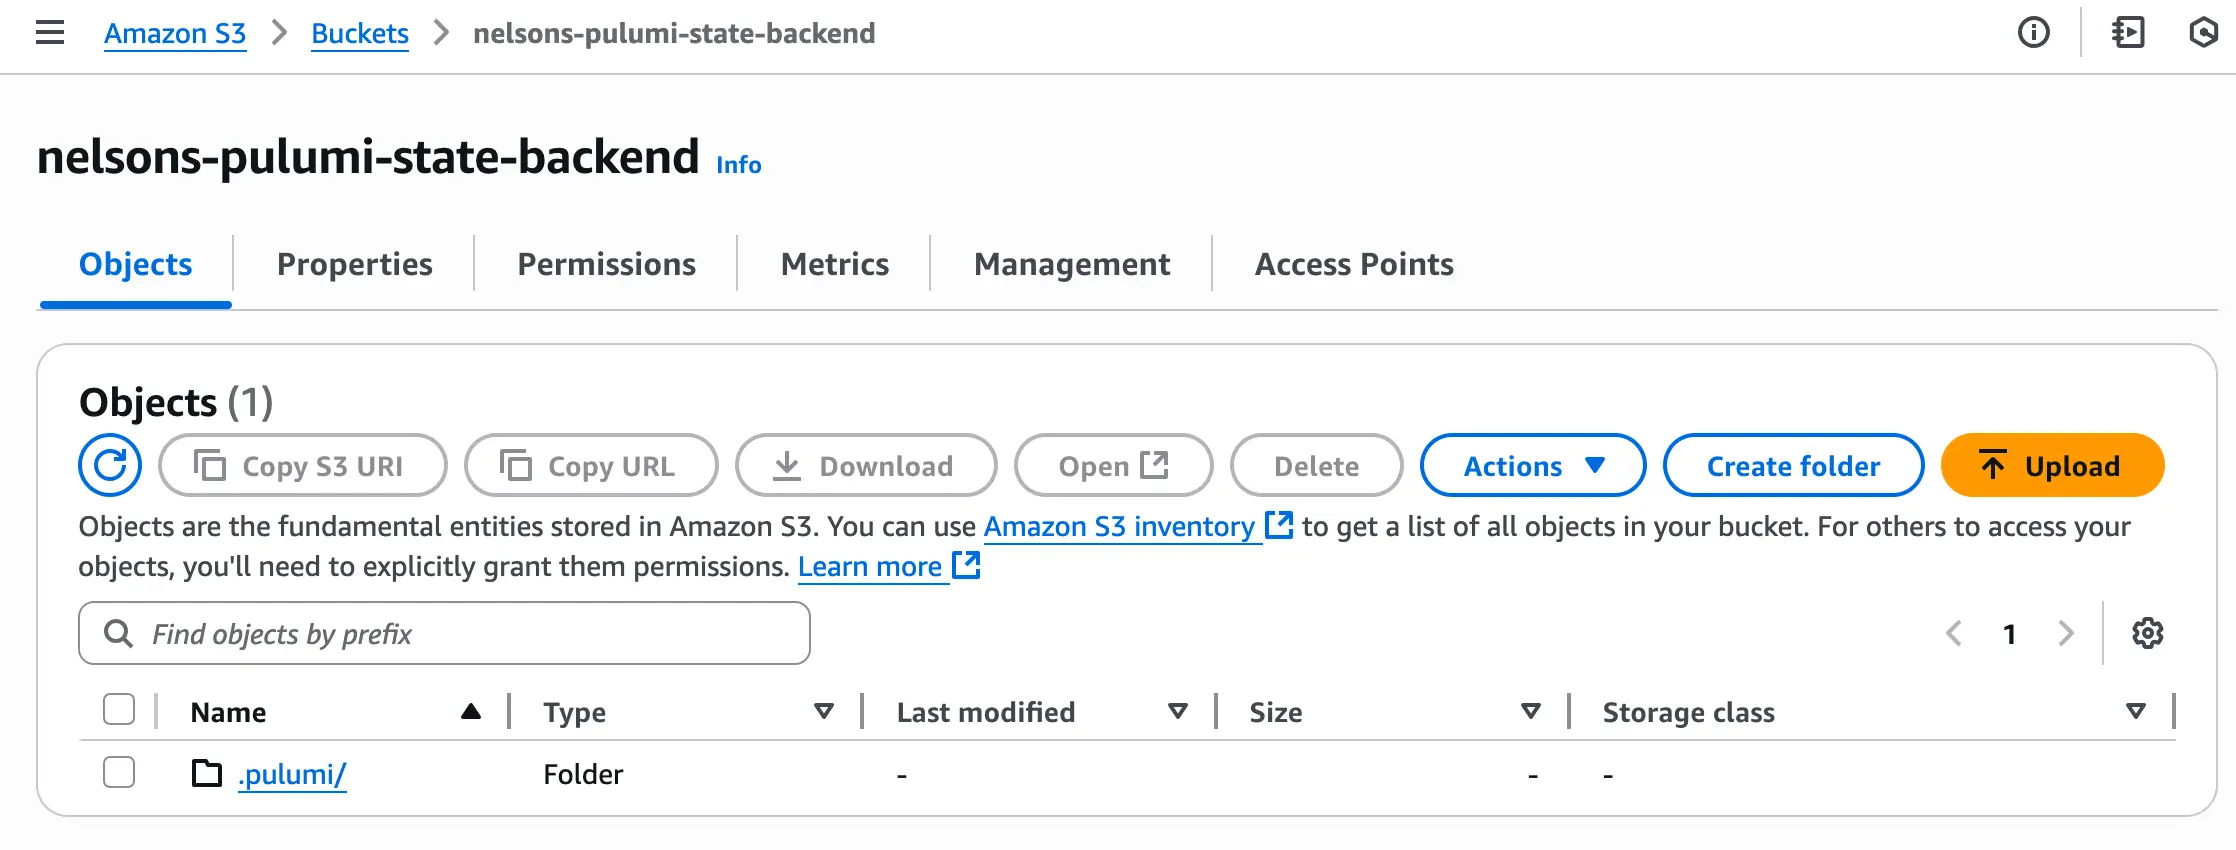 Amazon S3 > Buckets > nelsons-pulumi-state-backend
nelsons-pulumi-state-backend Info
Objects Properties Permissions Metrics Management Access Points
Objects (1)
Copy S3 URI Copy URL Download Open Delete Actions Create folder Upload
Objects are the fundamental entities stored in Amazon S3. You can use Amazon S3 inventory to get a list of all objects in your bucket. For others to access your
objects, you'll need to explicitly grant them permissions. Learn more
Find objects by prefix 1
Name Type Last modified Size Storage class
.pulumi/ Folder - - -